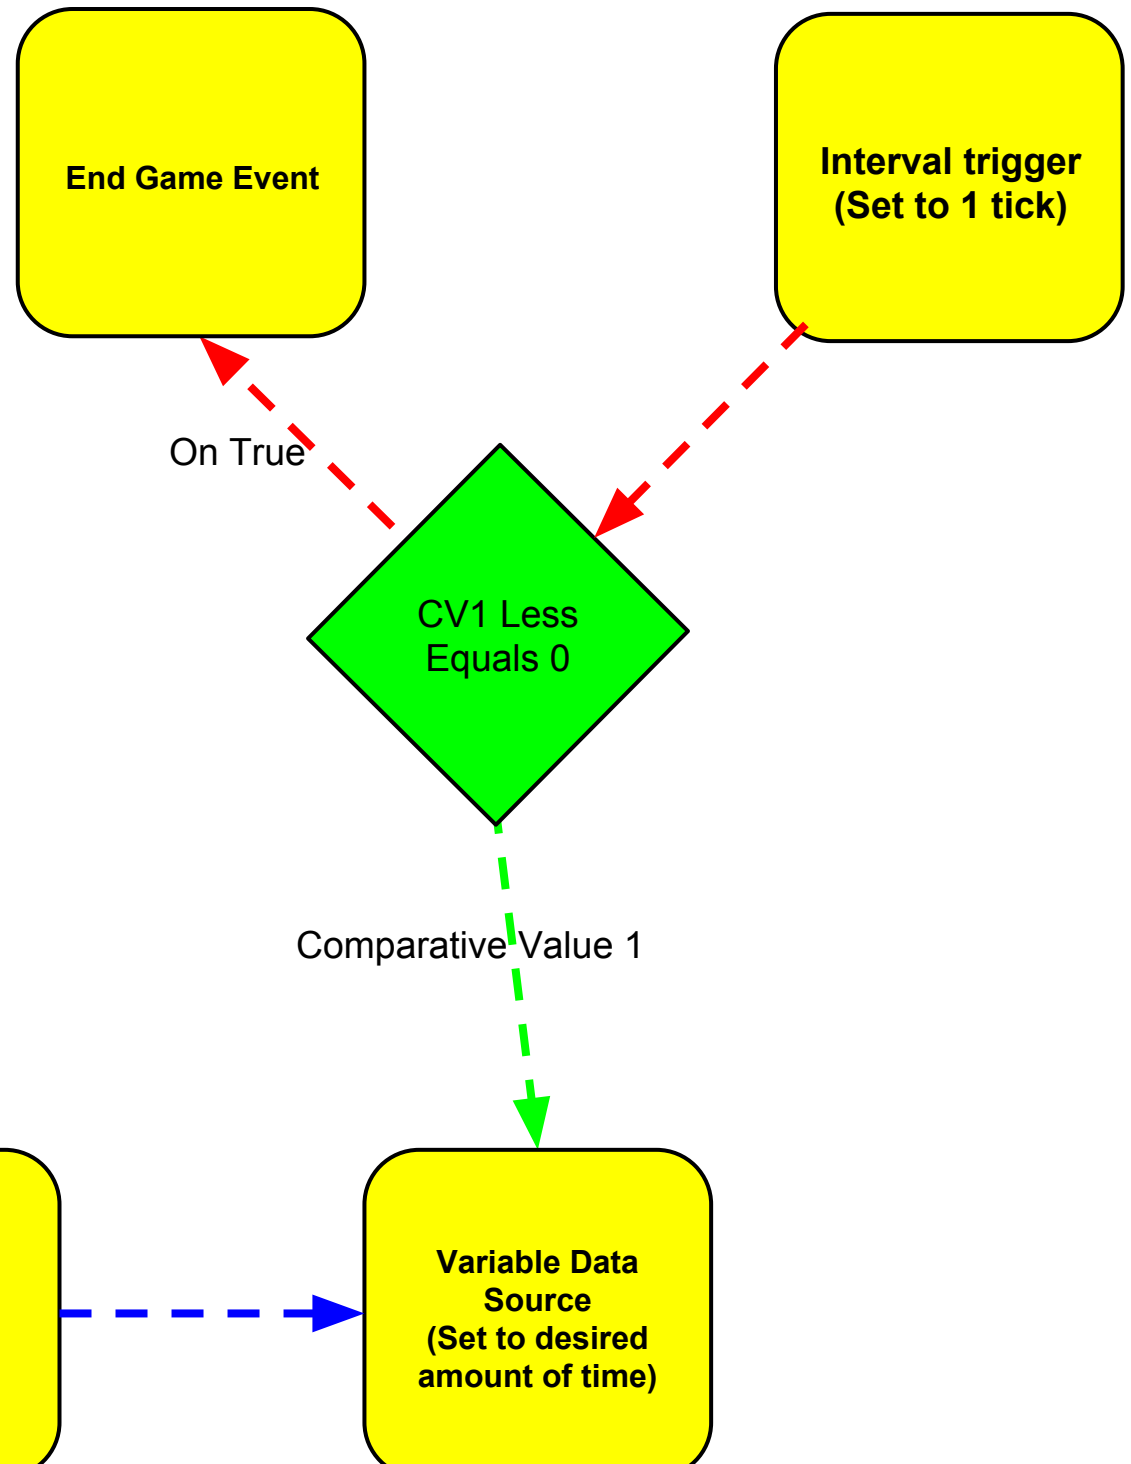 End Game Event
Interval trigger
(Set to 1 tick)
On True
CV1 Less
Equals 0
Comparative Value 1
Variable Data
Source
(Set to desired
amount of time)